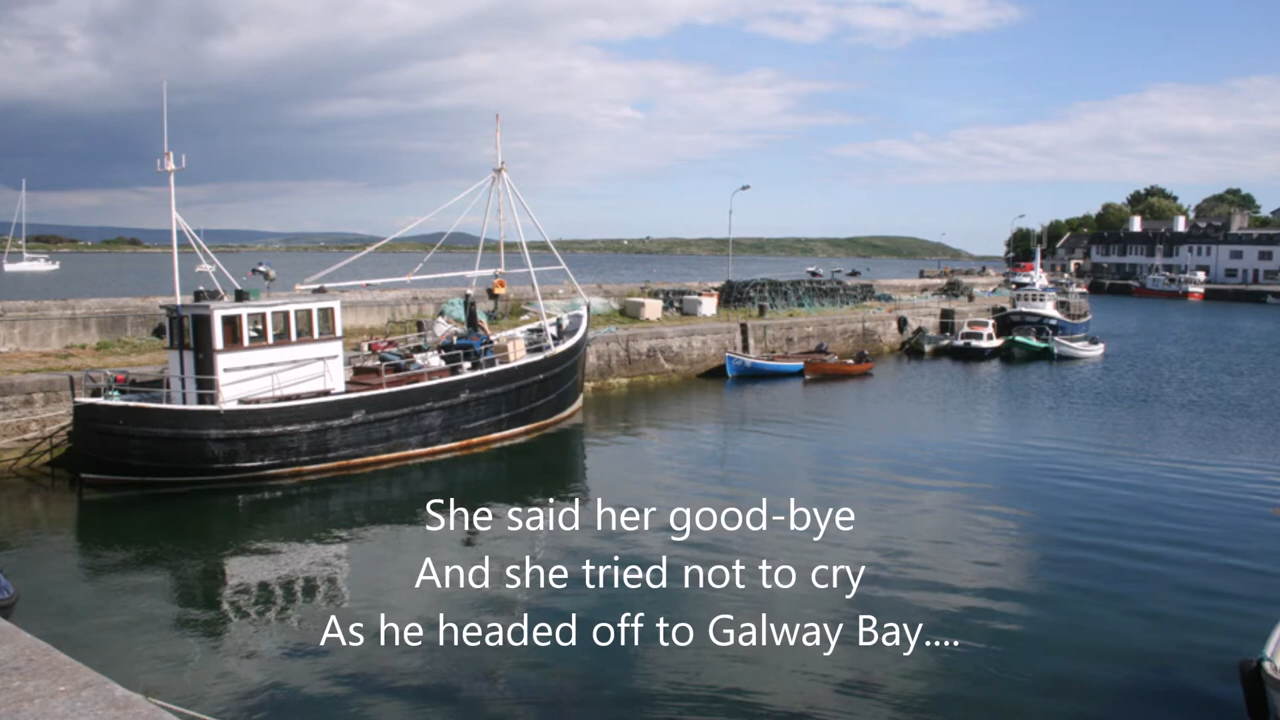 She said her good-bye
And she tried not to cry
As he headed off to Galway Bay....